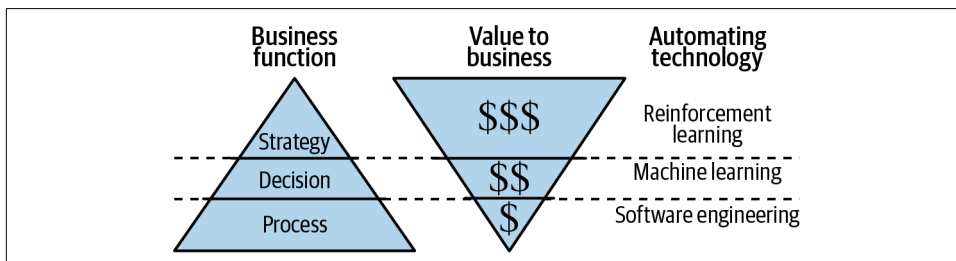 Business
function
Value to
business
Automating
technology
Strategy
$$$
Reinforcement
learning
Decision
$$
Machine learning
Process
$
Software engineering